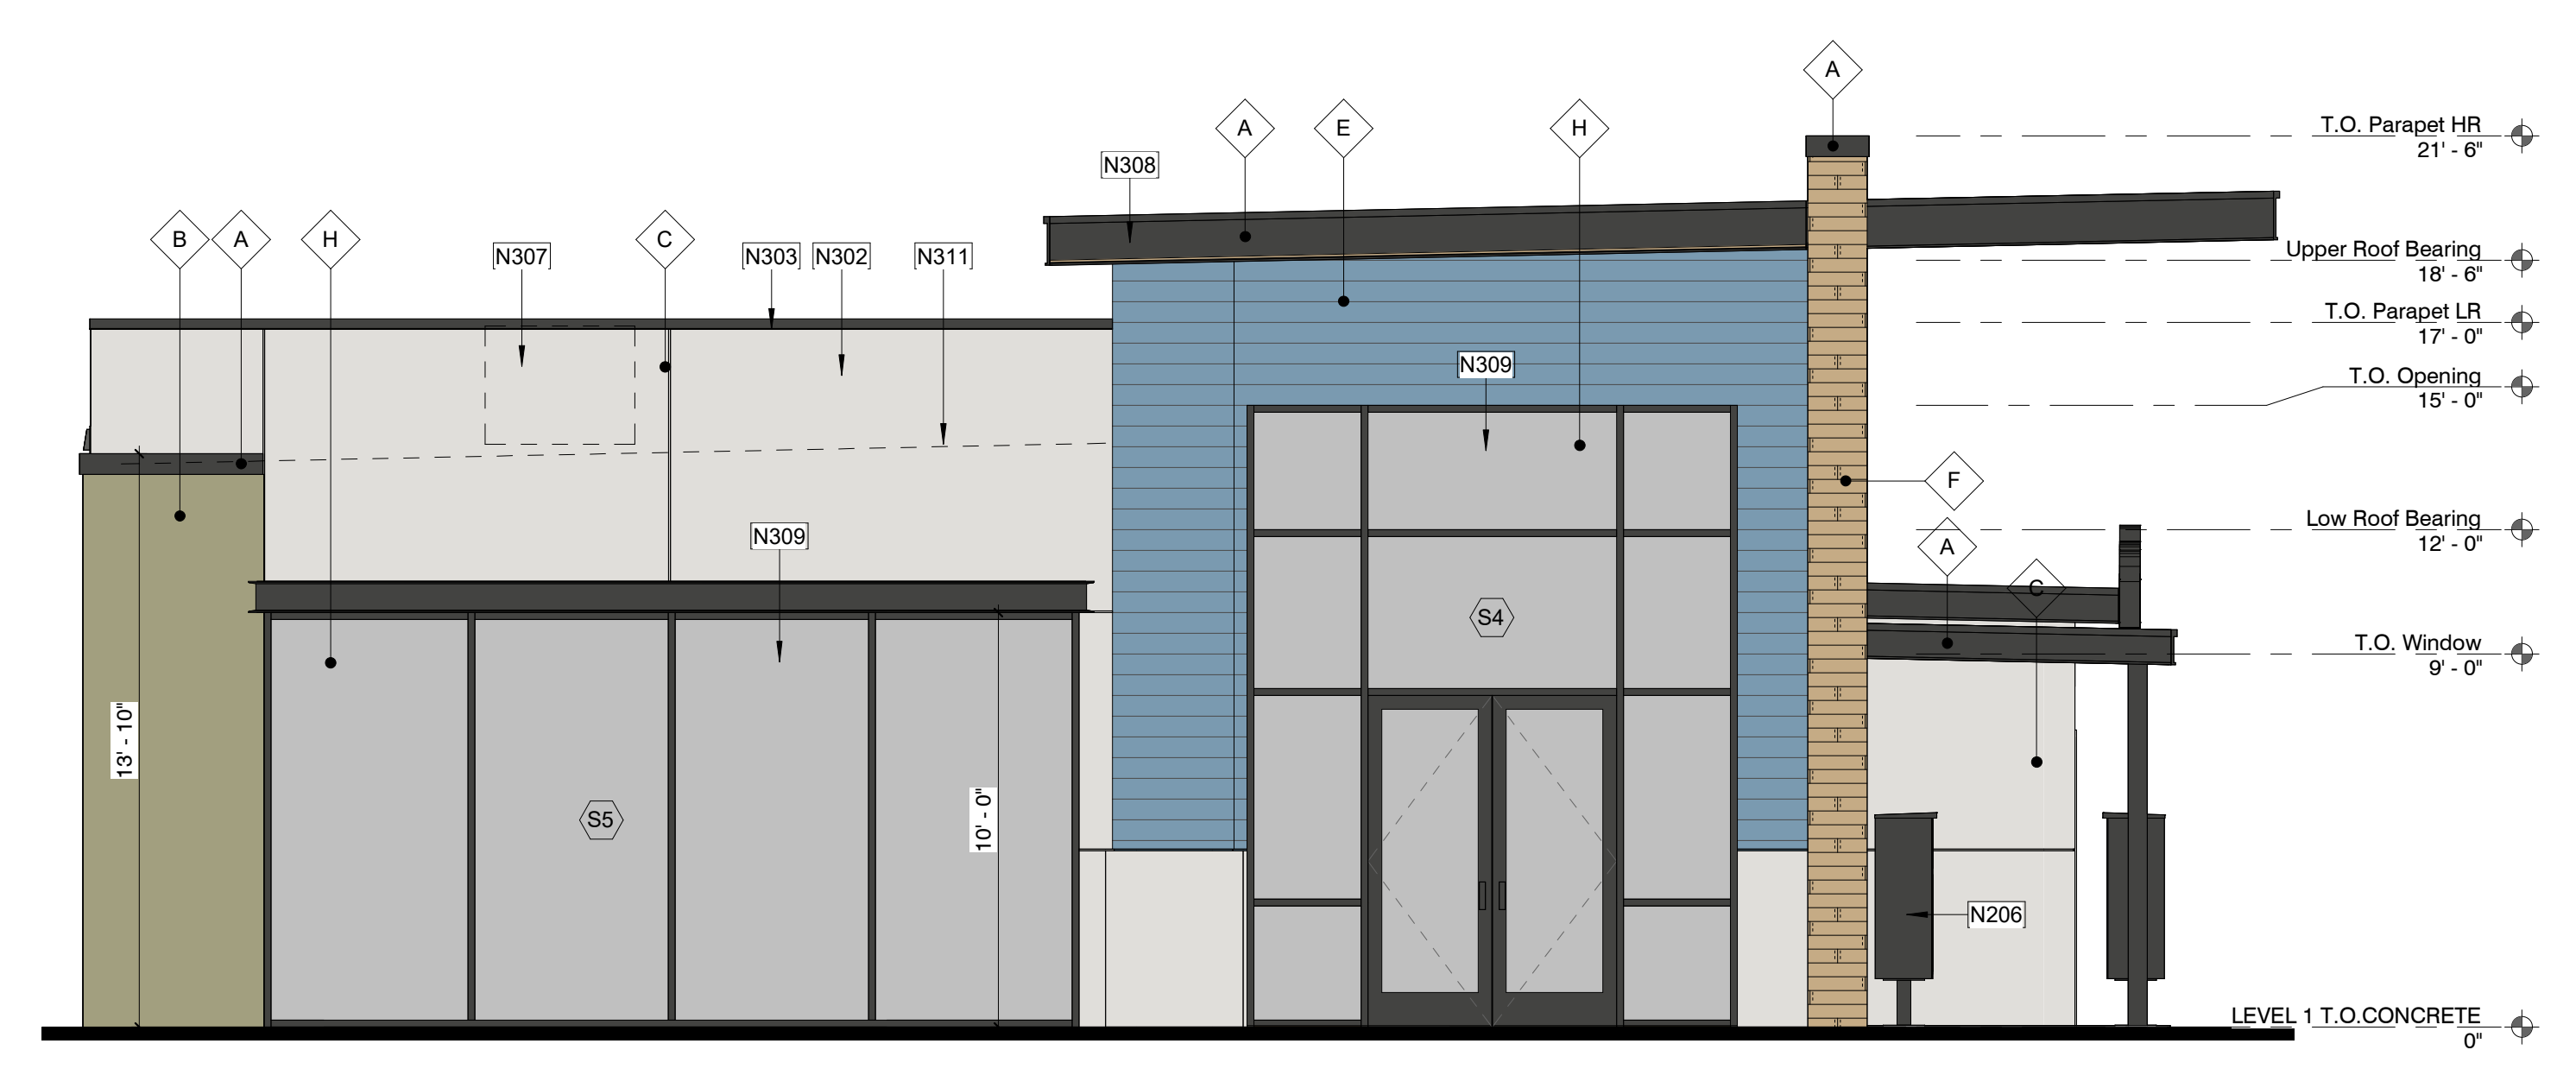 A
A
E
H
T.O. Parapet HR
21' - 6"
N308
B
A
H
N307
C
N303
N302
N311
Upper Roof Bearing
18' - 6"
T.O. Parapet LR
17' - 0"
N309
T.O. Opening
15' - 0"
F
N309
A
Low Roof Bearing
12' - 0"
C
S4
T.O. Window
9' - 0"
13' - 10"
S5
10' - 0"
N206
LEVEL 1 T.O.CONCRETE
0"